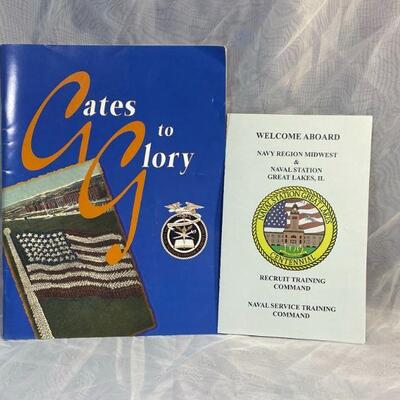 Gates
to
Glory
WELCOME ABOARD
NAVY REGION MIDWEST
&
NAVAL STATION
GREAT LAKES, IL
NAVAL STATION GREAT LAKES
CENTENNIAL
RECRUIT TRAINING
COMMAND
NAVAL SERVICE TRAINING
COMMAND